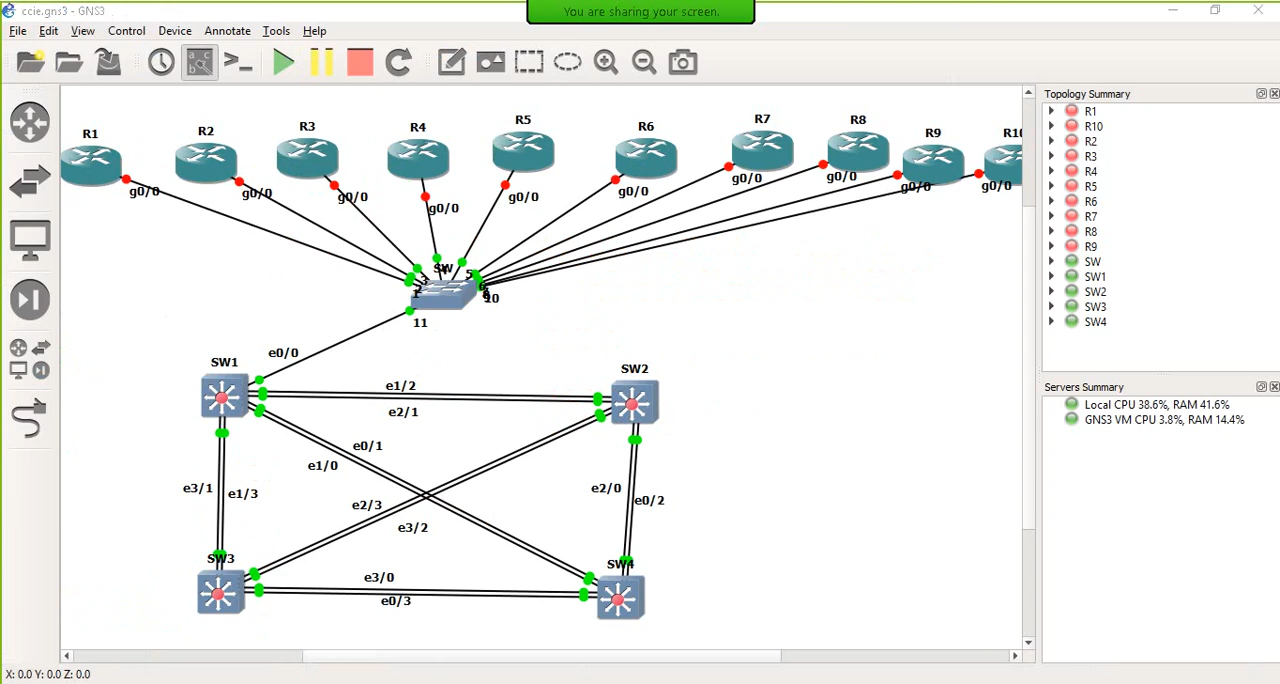 You are sharing your screen.
ccie.gns3 - GNS3
File Edit View Control Device Annotate Tools Help
Topology Summary
R1
R10
R2
R3
R4
R5
R6
R7
R8
R9
SW
SW1
SW2
SW3
SW4
Servers Summary
Local CPU 38.6%, RAM 41.6%
GNS3 VM CPU 3.8%, RAM 14.4%
R1 R2 R3 R4 R5 R6 R7 R8 R9 R10
g0/0 g0/0 g0/0 g0/0 g0/0 g0/0 g0/0 g0/0 g0/0 g0/0
SW
1 2 3 5 10
11
e0/0
SW1 SW2
e1/2
e2/1
e0/1
e1/0
e3/1 e1/3
e2/0 e0/2
e2/3
e3/2
SW3 SW4
e3/0
e0/3
X: 0.0 Y: 0.0 Z: 0.0